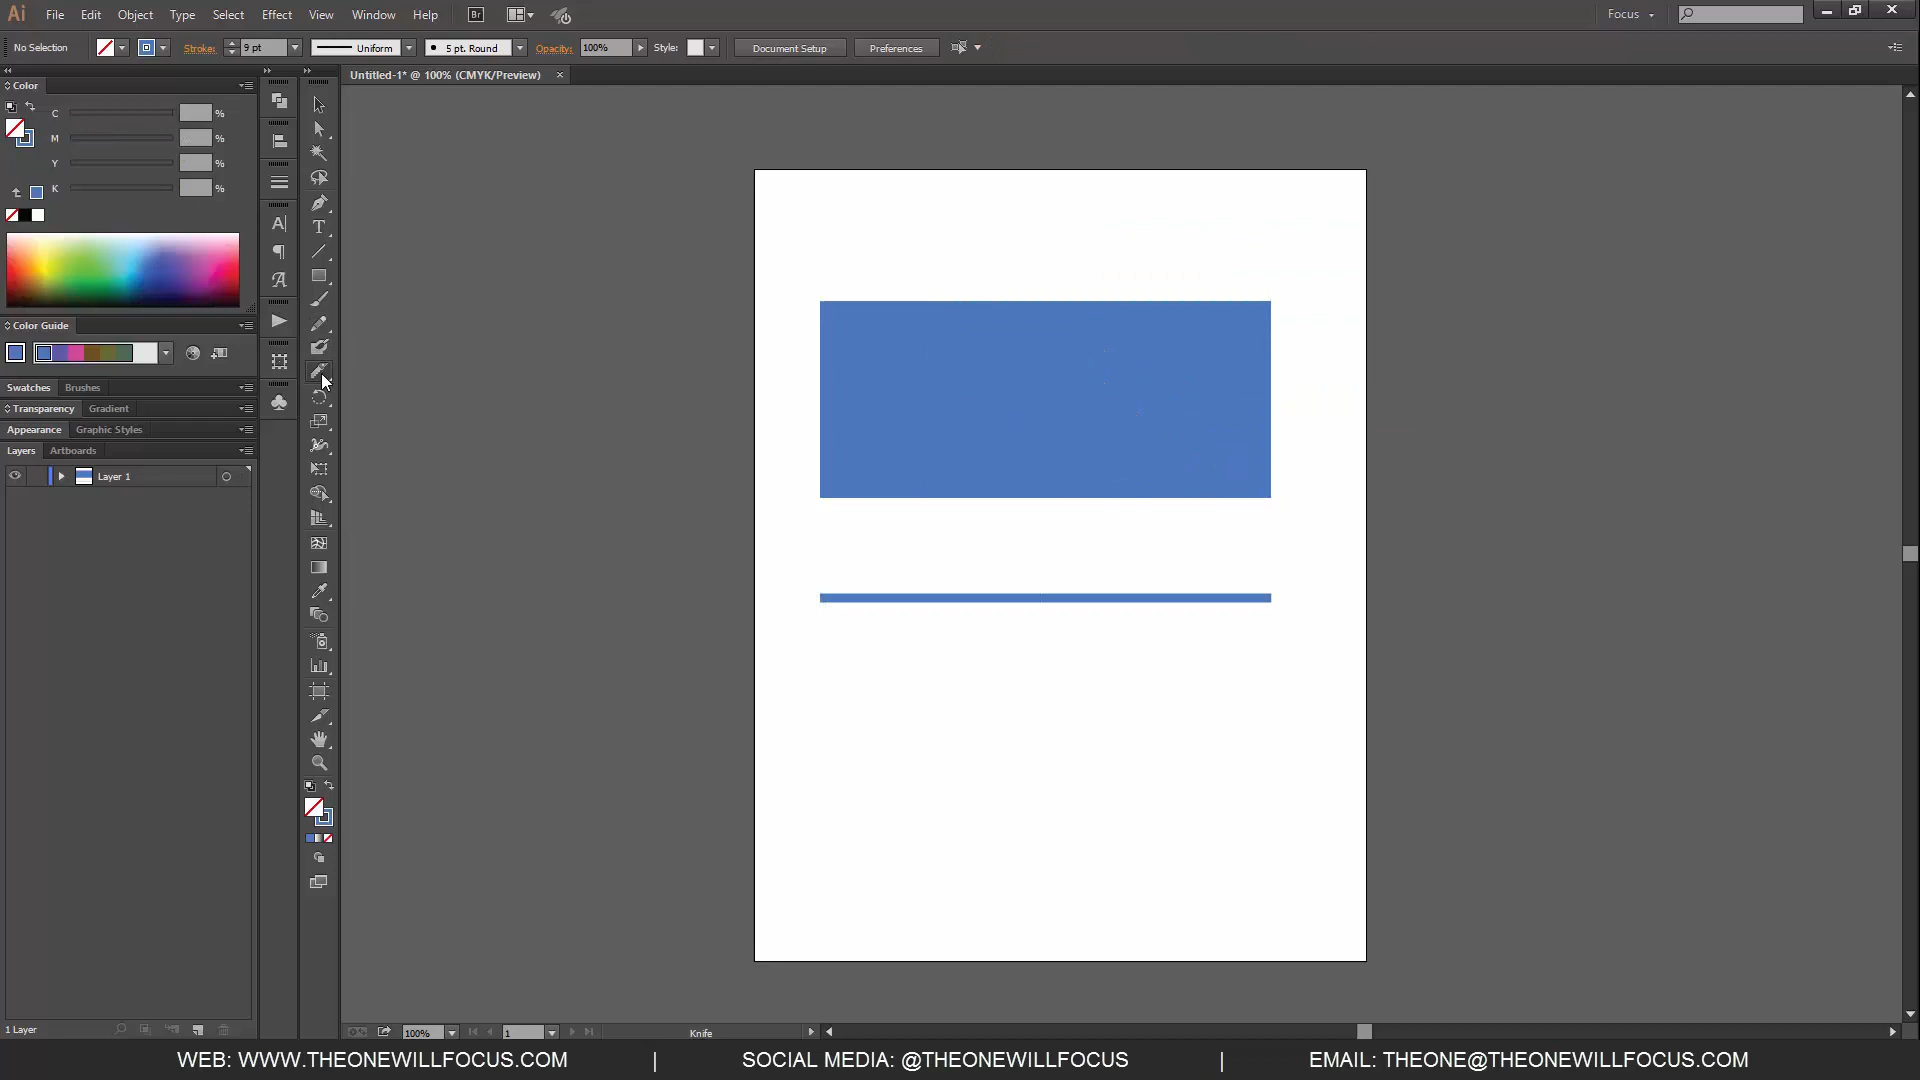 Ai File Edit Object Type Select Effect View Window Help Br Focus
No Selection Stroke: 9 pt Uniform 5 pt. Round Opacity: 100% Style: Document Setup Preferences
Untitled-1* @ 100% (CMYK/Preview)
Color
C %
M %
Y %
K %
Color Guide
Swatches Brushes
Transparency Gradient
Appearance Graphic Styles
Layers Artboards
Layer 1
1 Layer 100% 1 Knife
WEB: WWW.THEONEWILLFOCUS.COM | SOCIAL MEDIA: @THEONEWILLFOCUS | EMAIL: THEONE@THEONEWILLFOCUS.COM